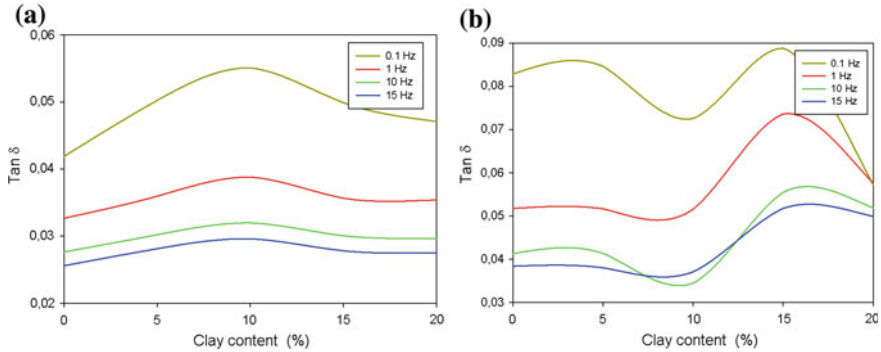 (a)
0,06
0,05
0,04
0,03
0,02
Tan δ
0.1 Hz
1 Hz
10 Hz
15 Hz
0
5
10
15
20
Clay content (%)
(b)
0,09
0,08
0,07
0,06
0,05
0,04
0,03
Tan δ
0.1 Hz
1 Hz
10 Hz
15 Hz
0
5
10
15
20
Clay content (%)